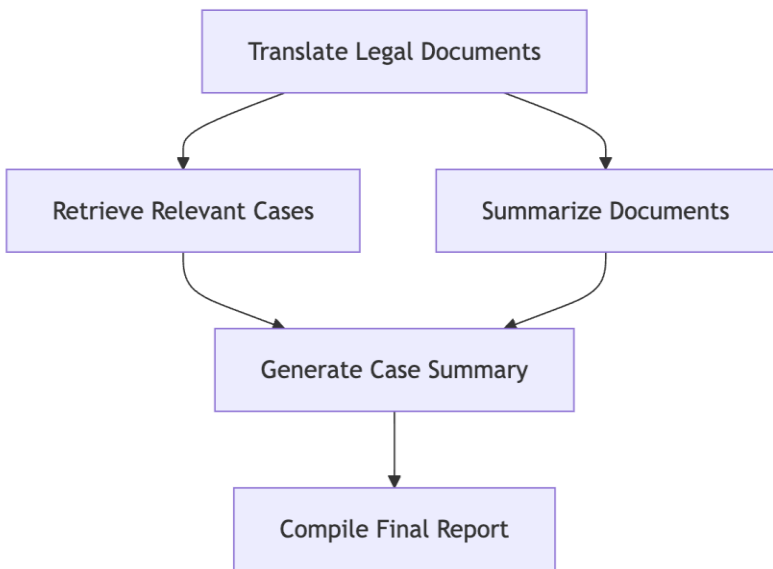 Translate Legal Documents
Retrieve Relevant Cases
Summarize Documents
Generate Case Summary
Compile Final Report